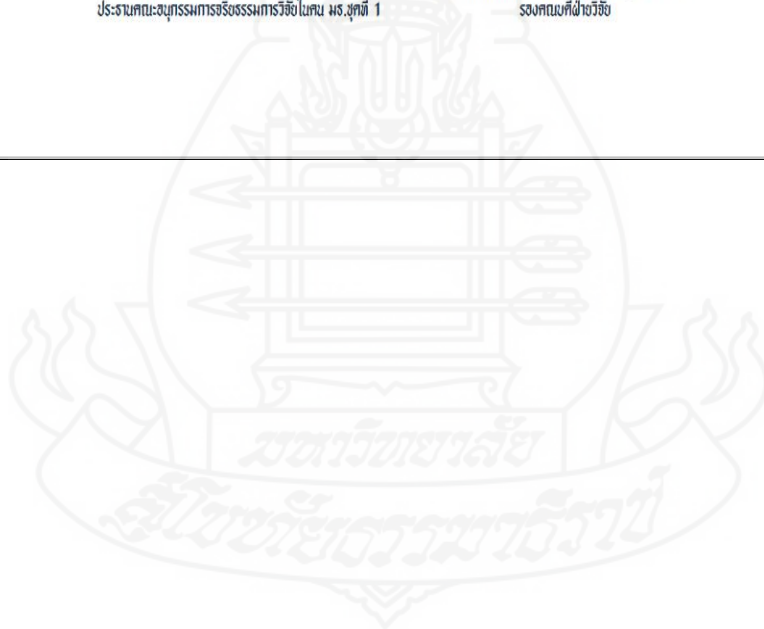 ประธานคณะอนุกรรมการจริยธรรมการวิจัยในคน มธ.ชุดที่ 1 รองคณบดีฝ่ายวิจัย
มหาวิทยาลัย
สุโขทัยธรรมาธิราช